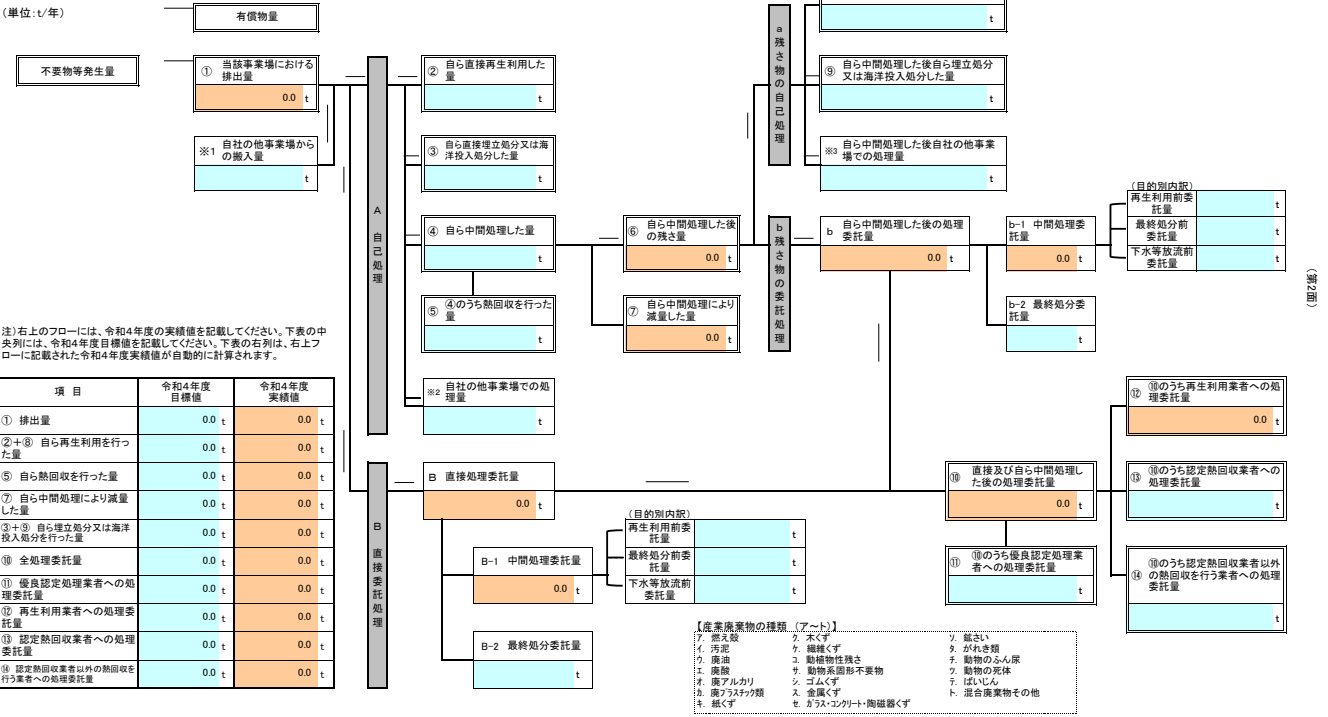 (単位:t/年)
有償物量
不要物等発生量
① 当該事業場における
排出量
0.0 t
※1 自社の他事業場から
の搬入量
t
A 自己処理
② 自ら直接再生利用した
量
t
③ 自ら直接埋立処分又は海
洋投入処分した量
t
④ 自ら中間処理した量
t
⑤ ④のうち熱回収を行った
量
t
※2 自社の他事業場での処
理量
t
⑥ 自ら中間処理した後
の残さ量
0.0 t
⑦ 自ら中間処理により
減量した量
0.0 t
a 残さ物の自己処理
t
⑨ 自ら中間処理した後自ら埋立処分
又は海洋投入処分した量
t
※3 自ら中間処理した後自社の他事業
場での処理量
t
b 残さ物の委託処理
b 自ら中間処理した後の処理
委託量
0.0 t
b-1 中間処理委
託量
0.0 t
b-2 最終処分委
託量
t
(目的別内訳)
再生利用前委
託量
t
最終処分前
委託量
t
下水等放流前
委託量
t
(第2面)
注)右上のフローには、令和4年度の実績値を記載してください。下表の中
央列には、令和4年度目標値を記載してください。下表の右列は、右上フ
ローに記載された令和4年度実績値が自動的に計算されます。
項 目 令和4年度
目標値 令和4年度
実績値
① 排出量 0.0 t 0.0 t
②+⑧ 自ら再生利用を行っ
た量 0.0 t 0.0 t
⑤ 自ら熱回収を行った量 0.0 t 0.0 t
⑦ 自ら中間処理により減量
した量 0.0 t 0.0 t
③+⑨ 自ら埋立処分又は海洋
投入処分を行った量 0.0 t 0.0 t
⑩ 全処理委託量 0.0 t 0.0 t
⑪ 優良認定処理業者への処
理委託量 0.0 t 0.0 t
⑫ 再生利用業者への処理委
託量 0.0 t 0.0 t
⑬ 認定熱回収業者への処理
委託量 0.0 t 0.0 t
⑭ 認定熱回収業者以外の熱回収を
行う業者への処理委託量 0.0 t 0.0 t
B 直接委託処理
B 直接処理委託量
0.0 t
B-1 中間処理委託量
0.0 t
B-2 最終処分委託量
t
(目的別内訳)
再生利用前委
託量
t
最終処分前委
託量
t
下水等放流前
委託量
t
⑩ 直接及び自ら中間処理し
た後の処理委託量
0.0 t
⑪ ⑩のうち優良認定処理業
者への処理委託量
t
⑫ ⑩のうち再生利用業者への処
理委託量
0.0 t
⑬ ⑩のうち認定熱回収業者への
処理委託量
t
⑭ ⑩のうち認定熱回収業者以外
の熱回収を行う業者への処理
委託量
t
【産業廃棄物の種類 (ア~ト)】
ア. 燃え殻 ク. 木くず ソ. 鉱さい
イ. 汚泥 ケ. 繊維くず タ. がれき類
ウ. 廃油 コ. 動植物性残さ チ. 動物のふん尿
エ. 廃酸 サ. 動物系固形不要物 ツ. 動物の死体
オ. 廃アルカリ シ. ゴムくず テ. ばいじん
カ. 廃プラスチック類 ス. 金属くず ト. 混合廃棄物その他
キ. 紙くず セ. ガラス・コンクリート・陶磁器くず